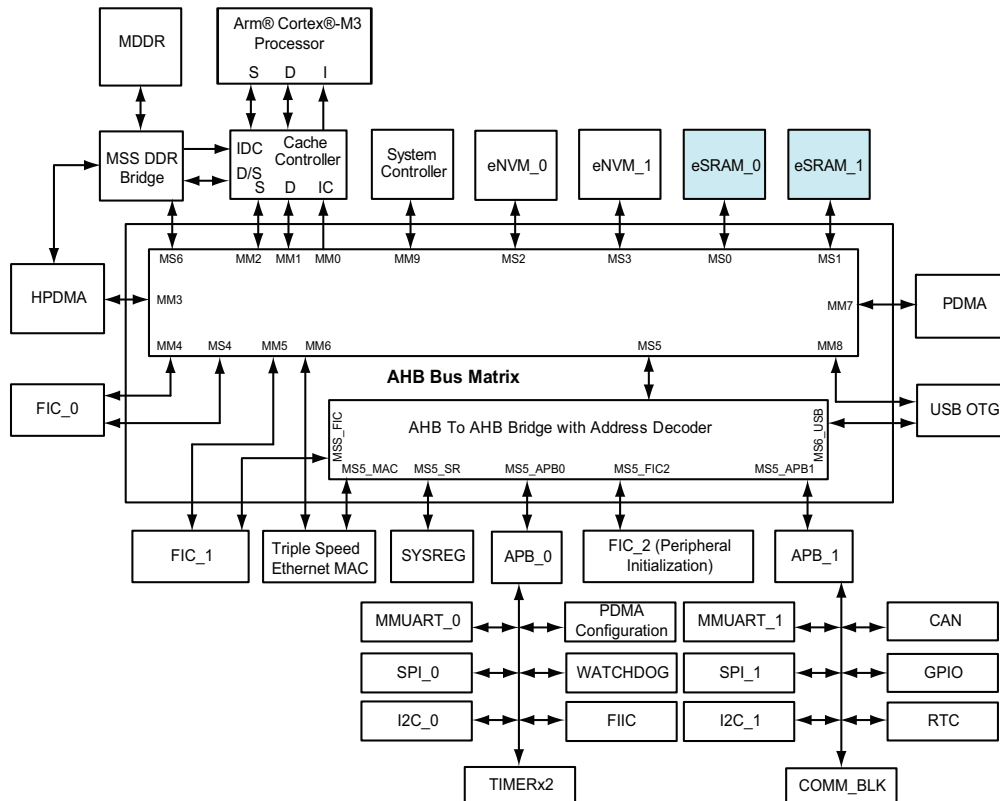 MDDR
Arm® Cortex®-M3
Processor
S D I
MSS DDR
Bridge
IDC
Cache
Controller
D/S
S D IC
System
Controller
eNVM_0
eNVM_1
eSRAM_0
eSRAM_1
MS6
MM2
MM1
MM0
MM9
MS2
MS3
MS0
MS1
HPDMA
MM3
MM7
PDMA
MM4
MS4
MM5
MM6
MS5
MM8
AHB Bus Matrix
FIC_0
USB OTG
MSS_FIC
AHB To AHB Bridge with Address Decoder
MS6_USB
MS5_MAC
MS5_SR
MS5_APB0
MS5_FIC2
MS5_APB1
FIC_1
Triple Speed
Ethernet MAC
SYSREG
APB_0
FIC_2 (Peripheral
Initialization)
APB_1
MMUART_0
PDMA
Configuration
MMUART_1
CAN
SPI_0
WATCHDOG
SPI_1
GPIO
I2C_0
FIIC
I2C_1
RTC
TIMERx2
COMM_BLK